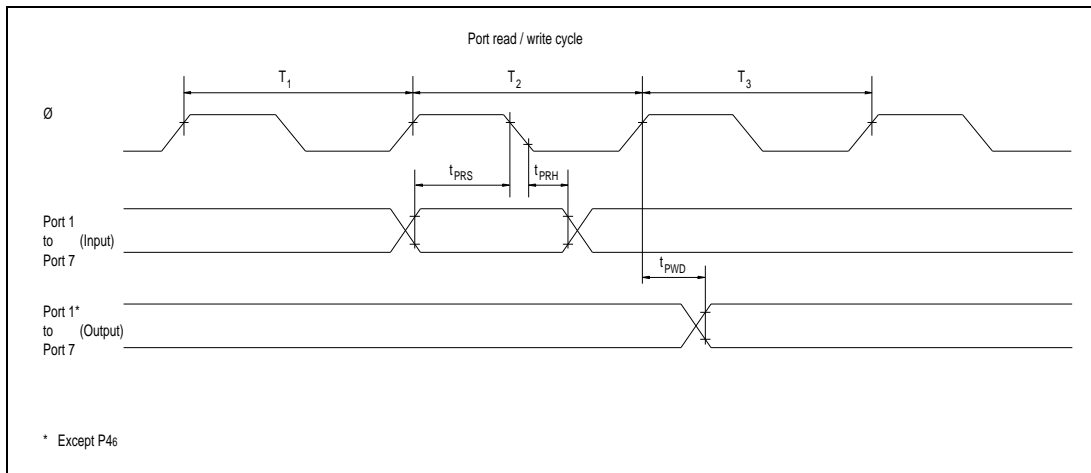 Port read / write cycle
T1 T2 T3
Ø
tPRS tPRH
Port 1
to (Input)
Port 7
tPWD
Port 1*
to (Output)
Port 7
* Except P46